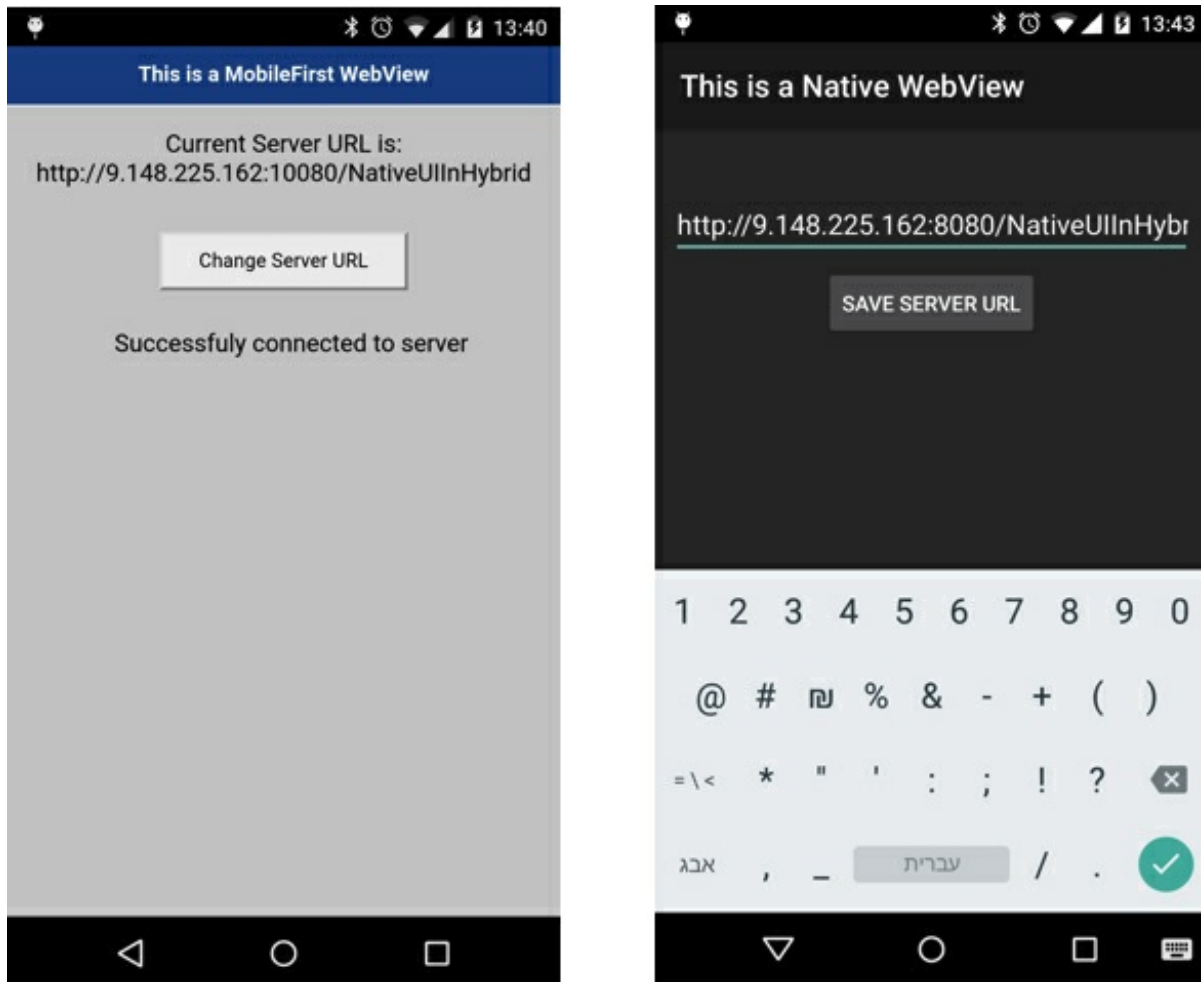 13:40
This is a MobileFirst WebView
Current Server URL is:
http://9.148.225.162:10080/NativeUIInHybrid
Change Server URL
Successfuly connected to server
13:43
This is a Native WebView
http://9.148.225.162:8080/NativeUIInHybr
SAVE SERVER URL
1 2 3 4 5 6 7 8 9 0
@ # ₪ % & - + ( )
= \ < * " ' : ; ! ?
אבג , _ עברית / .